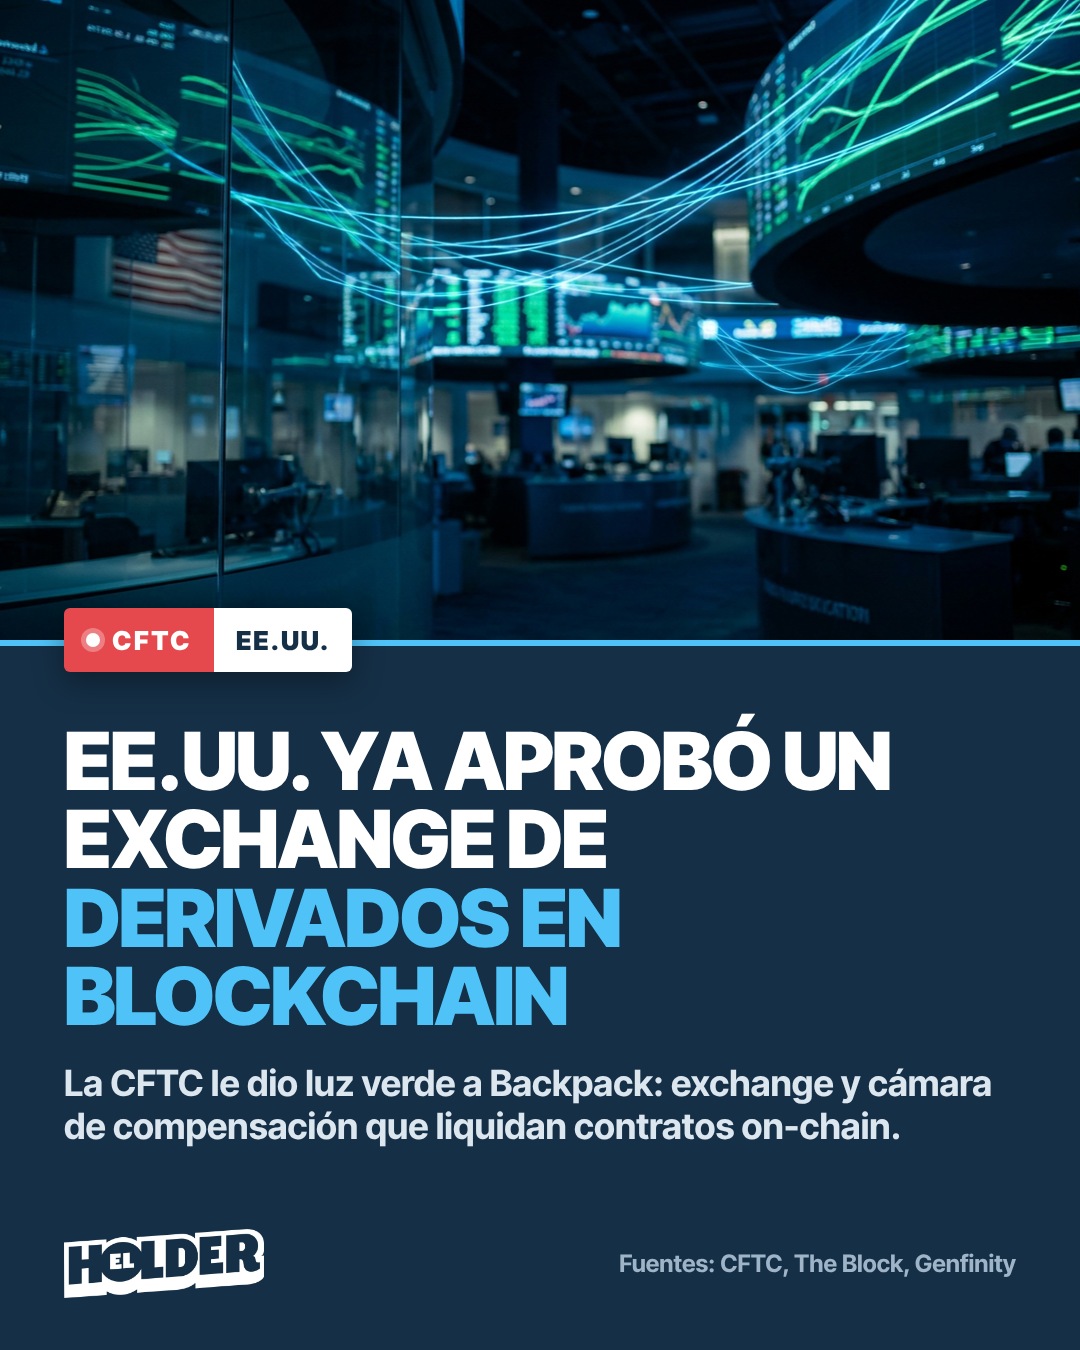 CFTC EE.UU.
EE.UU. YA APROBÓ UN
EXCHANGE DE
DERIVADOS EN
BLOCKCHAIN
La CFTC le dio luz verde a Backpack: exchange y cámara
de compensación que liquidan contratos on-chain.
EL HOLDER
Fuentes: CFTC, The Block, Genfinity